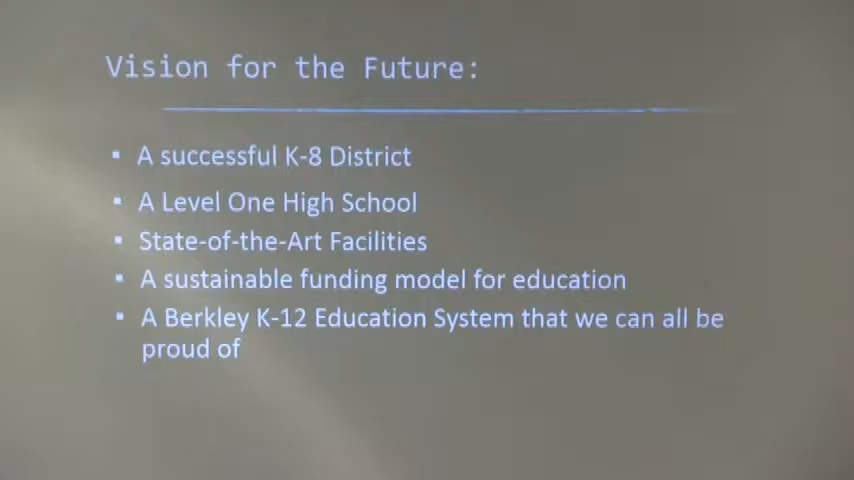 Vision for the Future:
▪ A successful K-8 District
▪ A Level One High School
▪ State-of-the-Art Facilities
▪ A sustainable funding model for education
▪ A Berkley K-12 Education System that we can all be
proud of